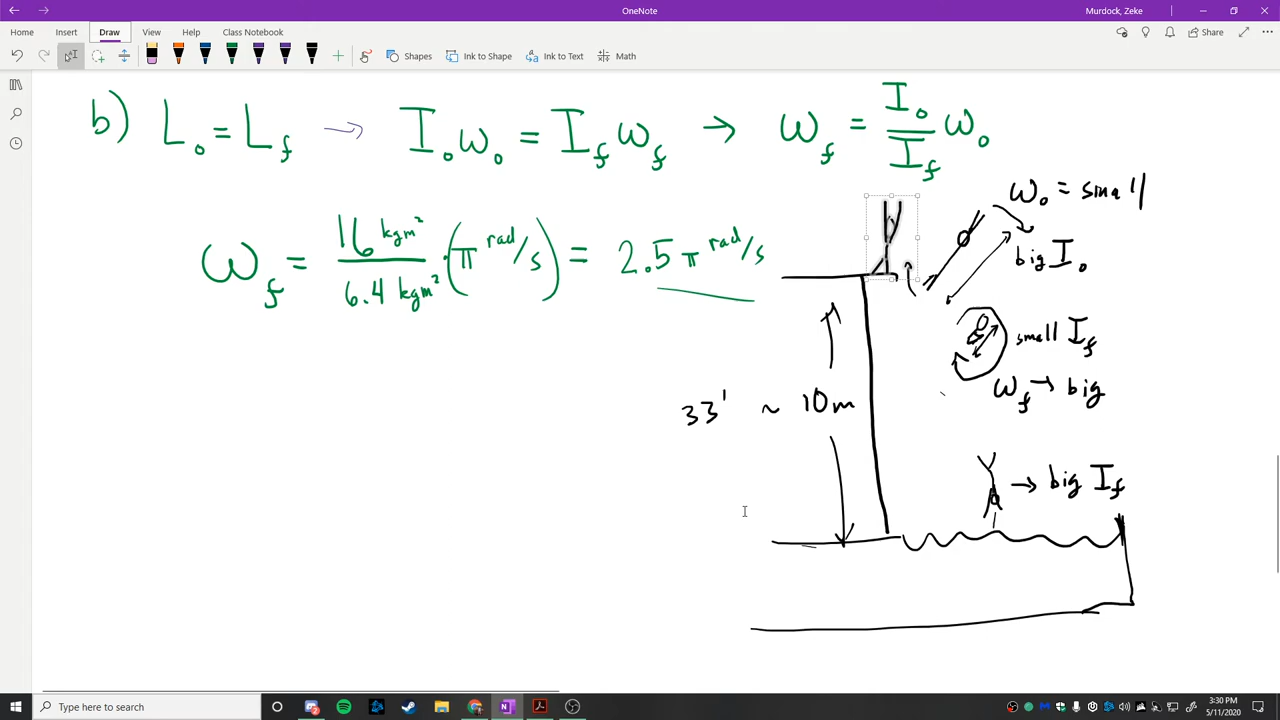 OneNote
Murdock, Zeke
Home Insert Draw View Help Class Notebook
Share
Shapes Ink to Shape Ink to Text Math
b) L₀ = L_f → I₀ω₀ = I_f ω_f → ω_f = I₀/I_f ω₀
ω₀ = small
ω_f = 16 kgm²/6.4 kgm² · (π rad/s) = 2.5 π rad/s
big I₀
small I_f
ω_f → big
33' ~ 10m
→ big I_f
Type here to search
3:30 PM
5/11/2020